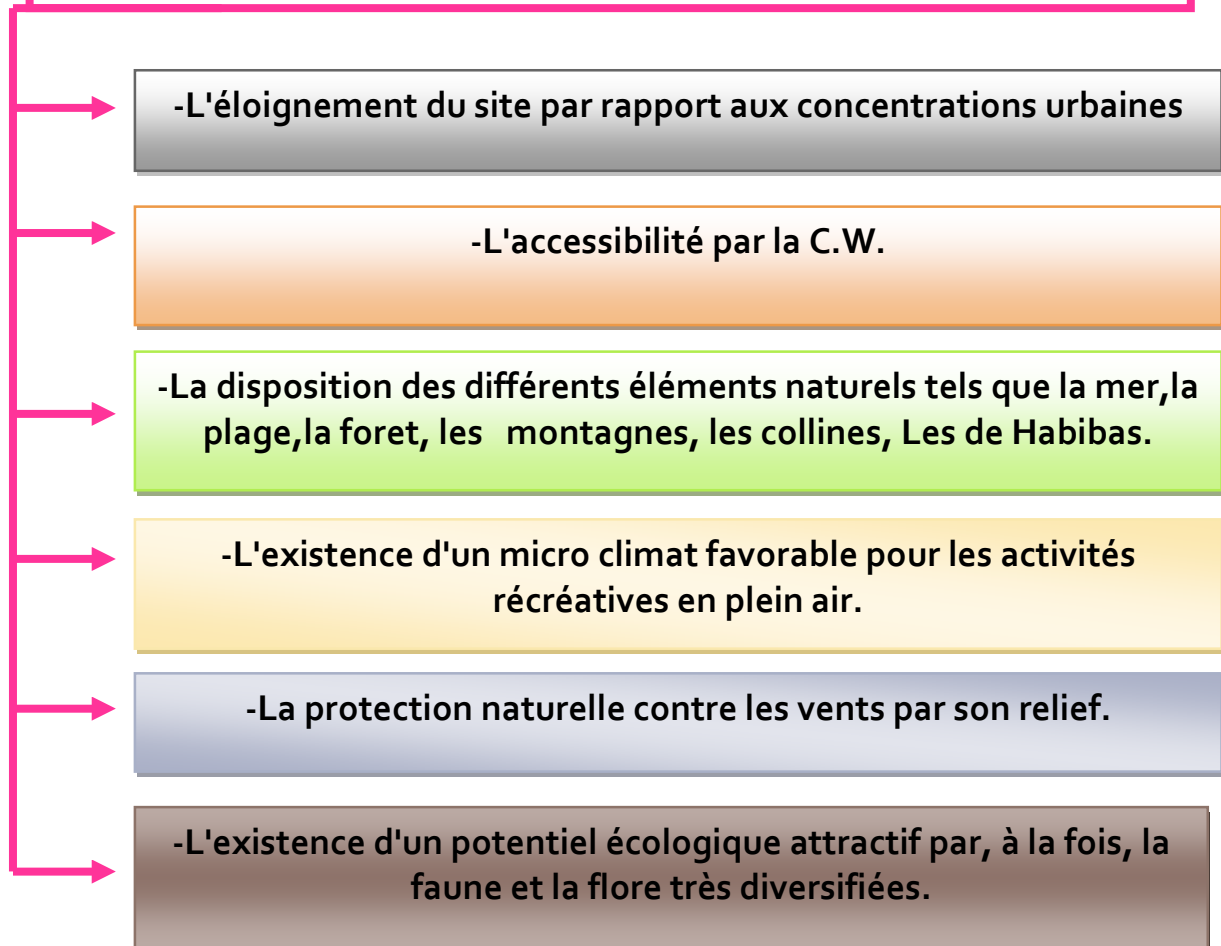 -L'éloignement du site par rapport aux concentrations urbaines
-L'accessibilité par la C.W.
-La disposition des différents éléments naturels tels que la mer,la
plage,la foret, les montagnes, les collines, Les de Habibas.
-L'existence d'un micro climat favorable pour les activités
récréatives en plein air.
-La protection naturelle contre les vents par son relief.
-L'existence d'un potentiel écologique attractif par, à la fois, la
faune et la flore très diversifiées.